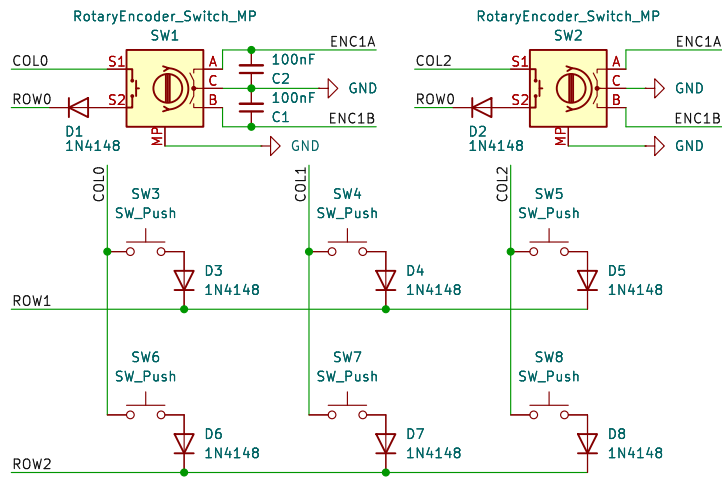 RotaryEncoder_Switch_MP
SW1
COL0
S1
A
ENC1A
100nF
C2
C
GND
100nF
ROW0
S2
B
C1
ENC1B
D1
1N4148
MP
GND
RotaryEncoder_Switch_MP
SW2
COL2
S1
A
ENC1A
C
GND
ROW0
S2
B
ENC1B
D2
1N4148
MP
GND
COL0
COL1
COL2
SW3
SW_Push
SW4
SW_Push
SW5
SW_Push
D3
1N4148
D4
1N4148
D5
1N4148
ROW1
SW6
SW_Push
SW7
SW_Push
SW8
SW_Push
D6
1N4148
D7
1N4148
D8
1N4148
ROW2